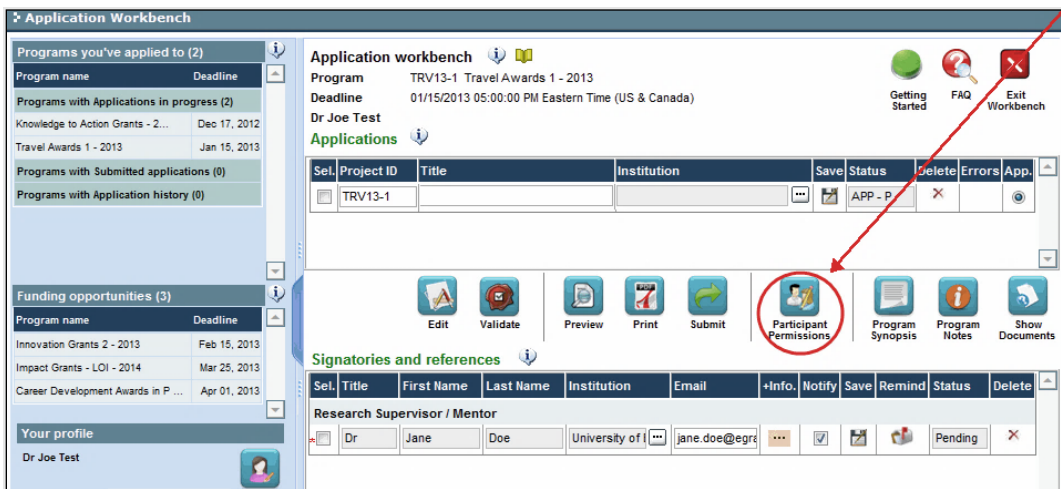 Application Workbench
Programs you've applied to (2)
Program name Deadline
Programs with Applications in progress (2)
Knowledge to Action Grants - 2... Dec 17, 2012
Travel Awards 1 - 2013 Jan 15, 2013
Programs with Submitted applications (0)
Programs with Application history (0)
Funding opportunities (3)
Program name Deadline
Innovation Grants 2 - 2013 Feb 15, 2013
Impact Grants - LOI - 2014 Mar 25, 2013
Career Development Awards in P ... Apr 01, 2013
Your profile
Dr Joe Test
Application workbench
Program TRV13-1 Travel Awards 1 - 2013
Deadline 01/15/2013 05:00:00 PM Eastern Time (US & Canada)
Dr Joe Test
Getting Started
FAQ
Exit Workbench
Applications
Sel. Project ID Title Institution Save Status Delete Errors App.
TRV13-1 ... APP - P
Edit
Validate
Preview
PDF
Print
Submit
Participant Permissions
Program Synopsis
Program Notes
Show Documents
Signatories and references
Sel. Title First Name Last Name Institution Email +Info. Notify Save Remind Status Delete
Research Supervisor / Mentor
Dr Jane Doe University of ... jane.doe@egra ... Pending